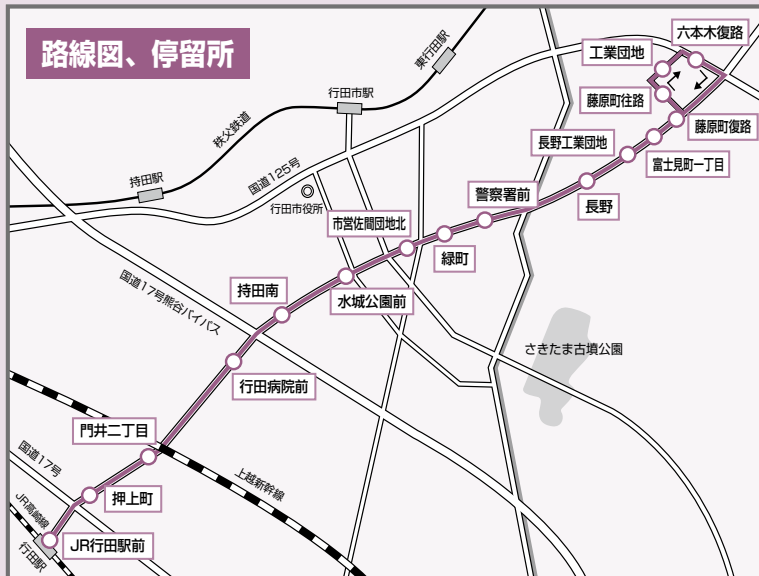 路線図、停留所
六本木復路
工業団地
東行田駅
行田市駅
藤原町往路
藤原町復路
秩父鉄道
長野工業団地
富士見町一丁目
国道125号
持田駅
警察署前
長野
行田市役所
市営佐間団地北
緑町
持田南
水城公園前
国道17号熊谷バイパス
さきたま古墳公園
行田病院前
門井二丁目
国道17号
上越新幹線
押上町
JR高崎線
行田駅
JR行田駅前